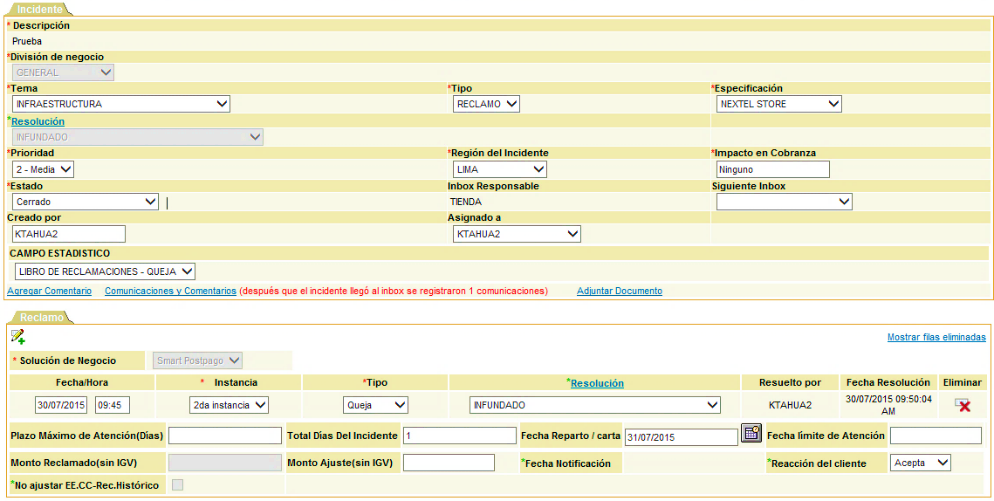 Incidente
* Descripción
Prueba
*División de negocio
GENERAL
*Tema *Tipo *Especificación
INFRAESTRUCTURA RECLAMO NEXTEL STORE
*Resolución
INFUNDADO
*Prioridad *Región del Incidente *Impacto en Cobranza
2 - Media LIMA Ninguno
*Estado Inbox Responsable Siguiente Inbox
Cerrado TIENDA
Creado por Asignado a
KTAHUA2 KTAHUA2
CAMPO ESTADISTICO
LIBRO DE RECLAMACIONES - QUEJA
Agregar Comentario Comunicaciones y Comentarios (después que el incidente llegó al inbox se registraron 1 comunicaciones) Adjuntar Documento
Reclamo
Mostrar filas eliminadas
* Solución de Negocio Smart Postpago
Fecha/Hora * Instancia *Tipo *Resolución Resuelto por Fecha Resolución Eliminar
30/07/2015 09:45 2da instancia Queja INFUNDADO KTAHUA2 30/07/2015 09:50:04
AM
Plazo Máximo de Atención(Días) Total Días Del Incidente 1 Fecha Reparto / carta 31/07/2015 Fecha límite de Atención
Monto Reclamado(sin IGV) Monto Ajuste(sin IGV) *Fecha Notificación *Reacción del cliente Acepta
*No ajustar EE.CC-Rec.Histórico